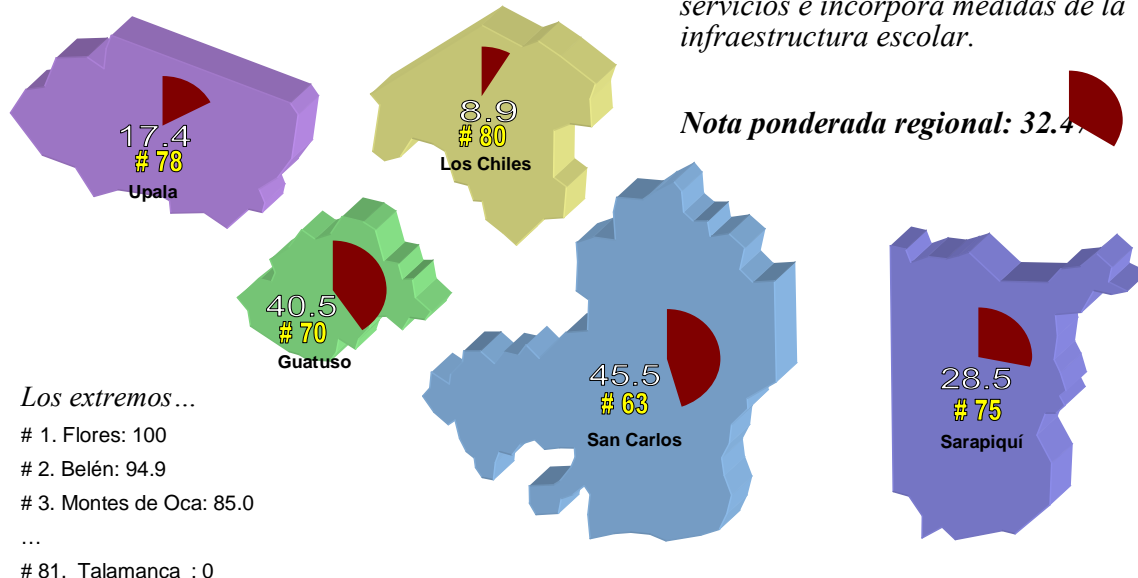 servicios e incorpora medidas de la
infraestructura escolar.
Nota ponderada regional: 32.47
17.4
# 78
Upala
8.9
# 80
Los Chiles
40.5
# 70
Guatuso
45.5
# 63
San Carlos
28.5
# 75
Sarapiquí
Los extremos…
# 1. Flores: 100
# 2. Belén: 94.9
# 3. Montes de Oca: 85.0
…
# 81. Talamanca : 0